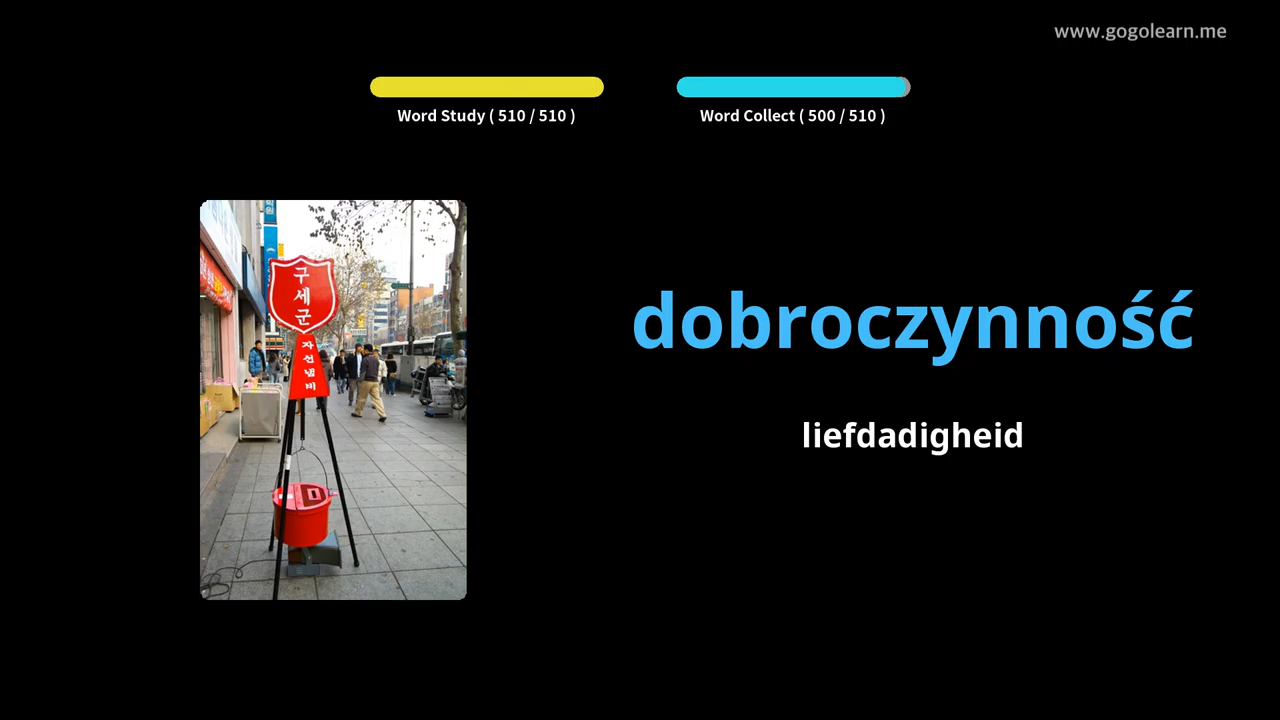 www.gogolearn.me
Word Study ( 510 / 510 )
Word Collect ( 500 / 510 )
구세군
자선냄비
dobroczynność
liefdadigheid